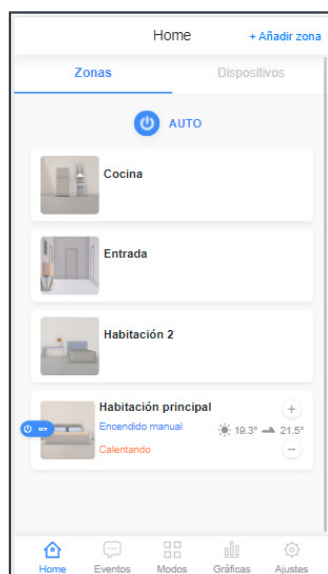 Home
+ Añadir zona
Zonas
Dispositivos
AUTO
Cocina
Entrada
Habitación 2
Habitación principal
Encendido manual
19.3° 21.5°
Calentando
Home
Eventos
Modos
Gráficas
Ajustes